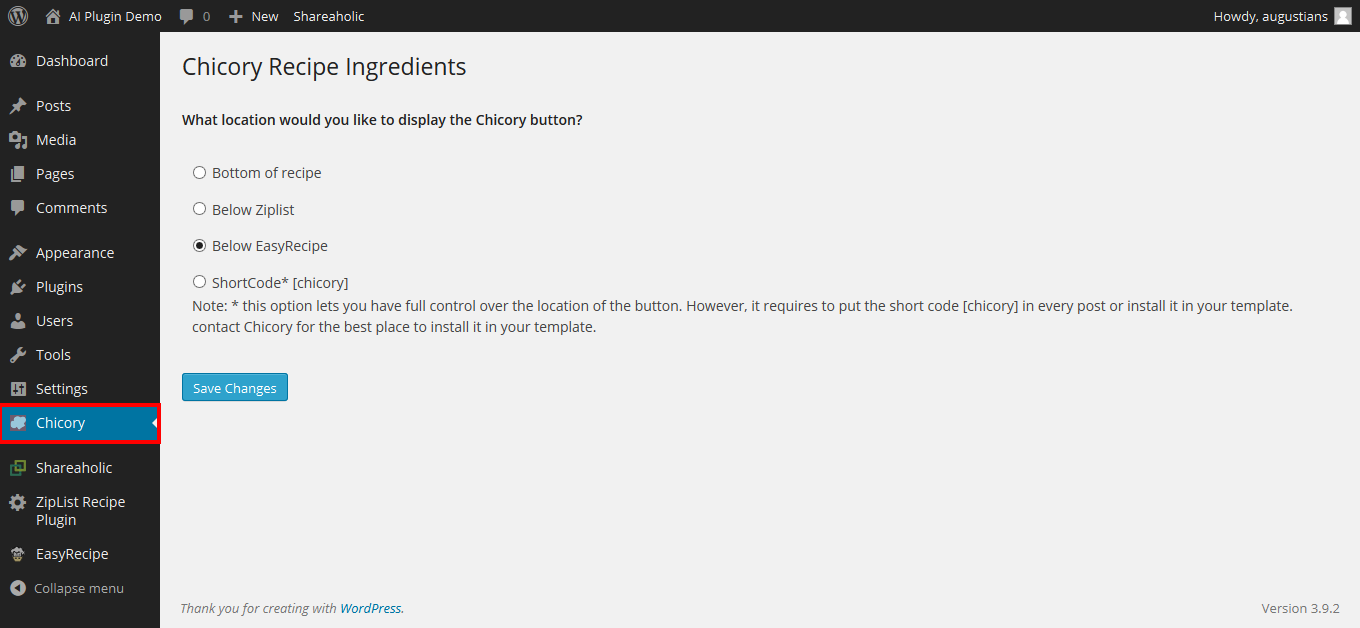 AI Plugin Demo 0 New Shareaholic Howdy, augustians
Dashboard
Posts
Media
Pages
Comments
Appearance
Plugins
Users
Tools
Settings
Chicory
Shareaholic
ZipList Recipe
Plugin
EasyRecipe
Collapse menu
Chicory Recipe Ingredients
What location would you like to display the Chicory button?
Bottom of recipe
Below Ziplist
Below EasyRecipe
ShortCode* [chicory]
Note: * this option lets you have full control over the location of the button. However, it requires to put the short code [chicory] in every post or install it in your template.
contact Chicory for the best place to install it in your template.
Save Changes
Thank you for creating with WordPress. Version 3.9.2